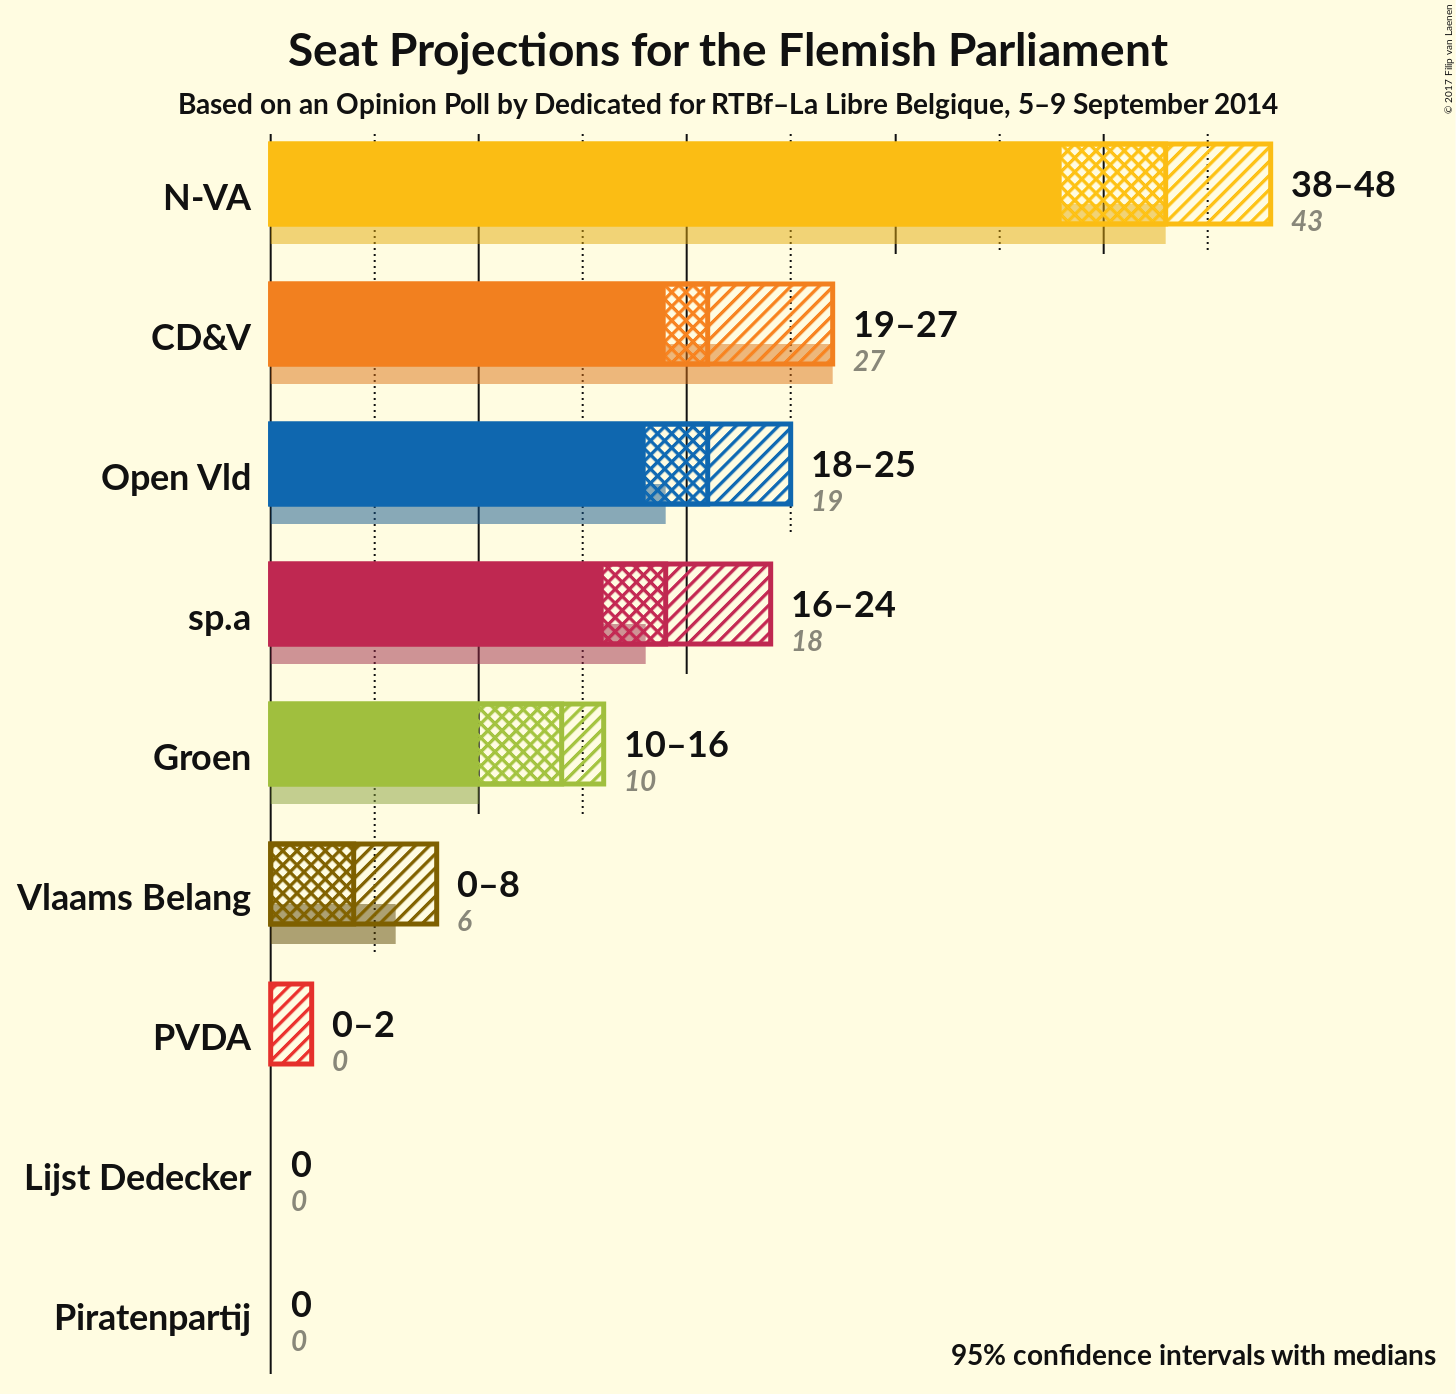 Seat Projections for the Flemish Parliament
Based on an Opinion Poll by Dedicated for RTBf–La Libre Belgique, 5–9 September 2014
© 2017 Filip van Laenen
N-VA
38–48
43
CD&V
19–27
27
Open Vld
18–25
19
sp.a
16–24
18
Groen
10–16
10
Vlaams Belang
0–8
6
PVDA
0–2
0
Lijst Dedecker
0
0
Piratenpartij
0
0
95% confidence intervals with medians